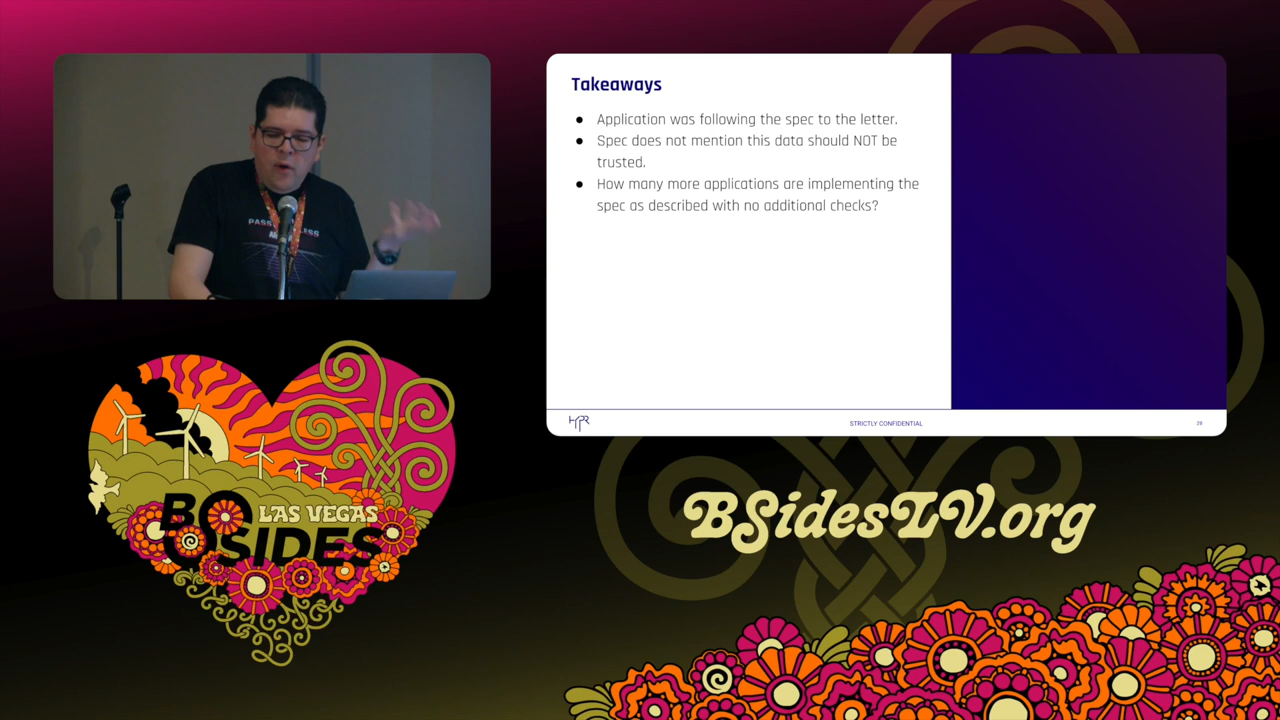 Takeaways
● Application was following the spec to the letter.
● Spec does not mention this data should NOT be
trusted.
● How many more applications are implementing the
spec as described with no additional checks?
HYPR
STRICTLY CONFIDENTIAL
BSIDES
LAS VEGAS
BSidesLV.org